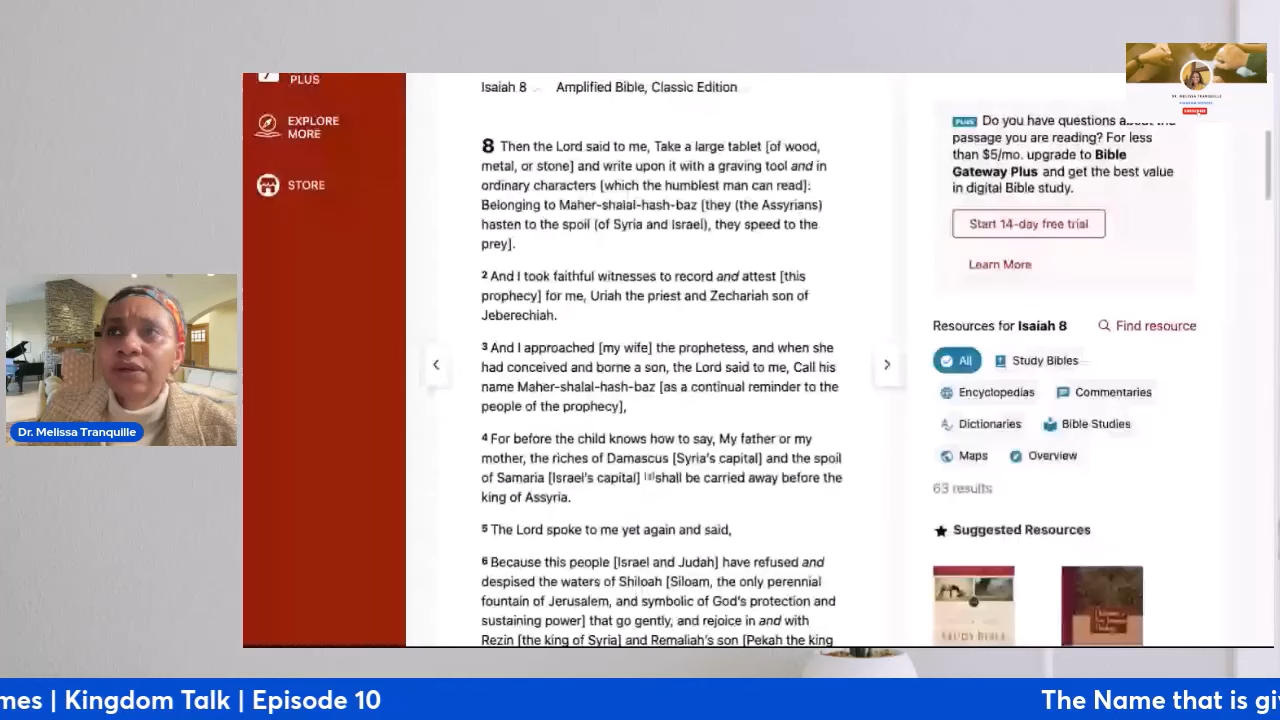 PLUS
EXPLORE
MORE
STORE
Isaiah 8 Amplified Bible, Classic Edition
8 Then the Lord said to me, Take a large tablet [of wood,
metal, or stone] and write upon it with a graving tool and in
ordinary characters [which the humblest man can read]:
Belonging to Maher-shalal-hash-baz [they (the Assyrians)
hasten to the spoil (of Syria and Israel), they speed to the
prey].
2 And I took faithful witnesses to record and attest [this
prophecy] for me, Uriah the priest and Zechariah son of
Jeberechiah.
3 And I approached [my wife] the prophetess, and when she
had conceived and borne a son, the Lord said to me, Call his
name Maher-shalal-hash-baz [as a continual reminder to the
people of the prophecy],
4 For before the child knows how to say, My father or my
mother, the riches of Damascus [Syria's capital] and the spoil
of Samaria [Israel's capital] shall be carried away before the
king of Assyria.
5 The Lord spoke to me yet again and said,
6 Because this people [Israel and Judah] have refused and
despised the waters of Shiloah [Siloam, the only perennial
fountain of Jerusalem, and symbolic of God's protection and
sustaining power] that go gently, and rejoice in and with
Rezin [the king of Syria] and Remaliah's son [Pekah the king
PLUS Do you have questions about the
passage you are reading? For less
than $5/mo. upgrade to Bible
Gateway Plus and get the best value
in digital Bible study.
Start 14-day free trial
Learn More
Resources for Isaiah 8 Find resource
All Study Bibles
Encyclopedias Commentaries
Dictionaries Bible Studies
Maps Overview
63 results
Suggested Resources
STUDY BIBLE
DR. MELISSA TRANQUILLE
SUBSCRIBE
Dr. Melissa Tranquille
mes | Kingdom Talk | Episode 10
The Name that is gi